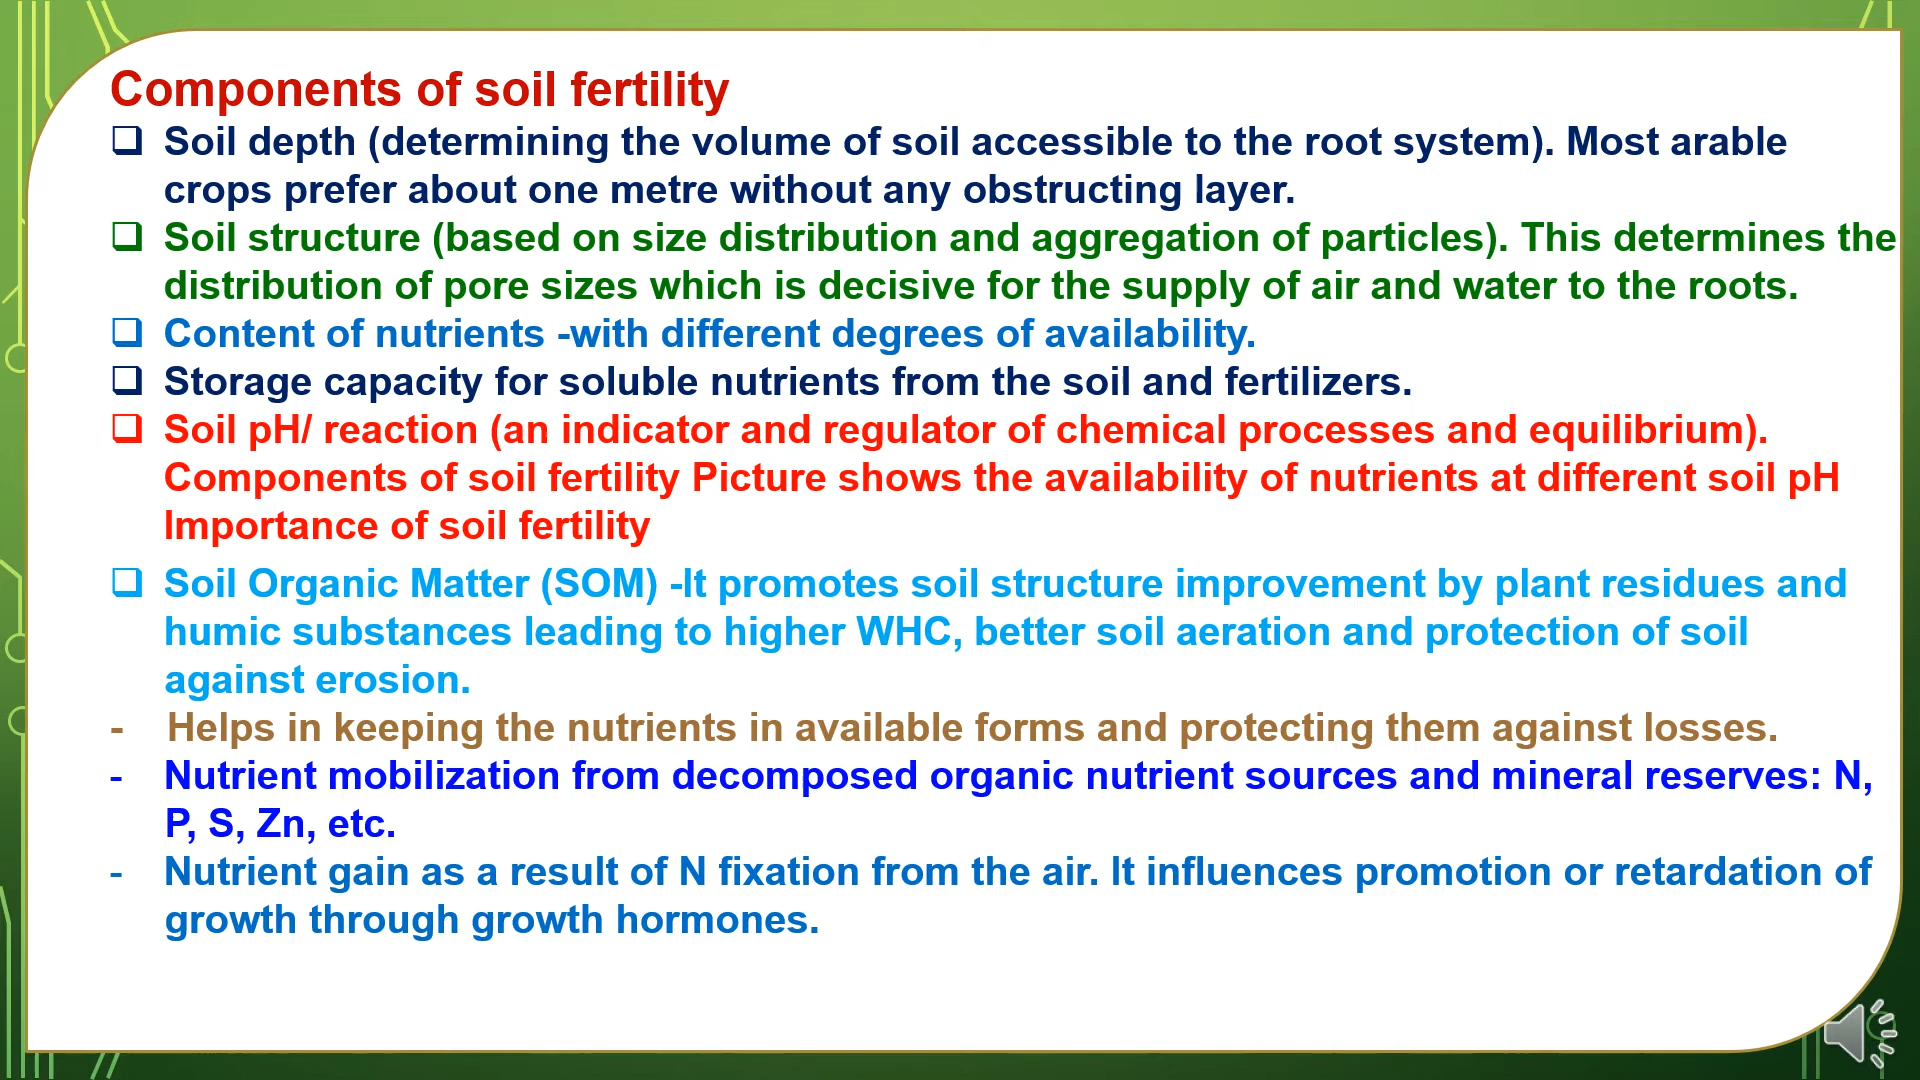 Components of soil fertility
❑ Soil depth (determining the volume of soil accessible to the root system). Most arable
crops prefer about one metre without any obstructing layer.
❑ Soil structure (based on size distribution and aggregation of particles). This determines the
distribution of pore sizes which is decisive for the supply of air and water to the roots.
❑ Content of nutrients -with different degrees of availability.
❑ Storage capacity for soluble nutrients from the soil and fertilizers.
❑ Soil pH/ reaction (an indicator and regulator of chemical processes and equilibrium).
Components of soil fertility Picture shows the availability of nutrients at different soil pH
Importance of soil fertility
❑ Soil Organic Matter (SOM) -It promotes soil structure improvement by plant residues and
humic substances leading to higher WHC, better soil aeration and protection of soil
against erosion.
- Helps in keeping the nutrients in available forms and protecting them against losses.
- Nutrient mobilization from decomposed organic nutrient sources and mineral reserves: N,
P, S, Zn, etc.
- Nutrient gain as a result of N fixation from the air. It influences promotion or retardation of
growth through growth hormones.